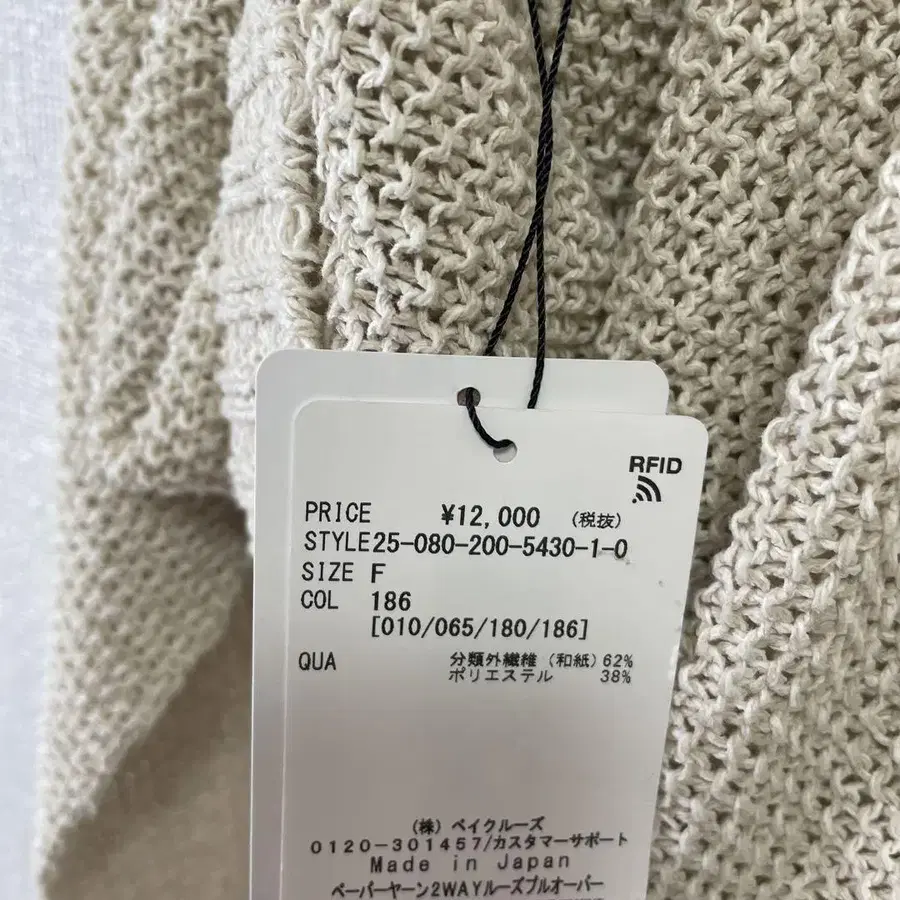 RFID
PRICE ¥12,000 (税抜)
STYLE25-080-200-5430-1-0
SIZE F
COL 186
[010/065/180/186]
QUA 分類外繊維 (和紙) 62%
ポリエステル 38%
(株) ベイクルーズ
0120-301457/カスタマーサポート
Made in Japan
ペーパーヤーン2WAYルーズプルオーバー